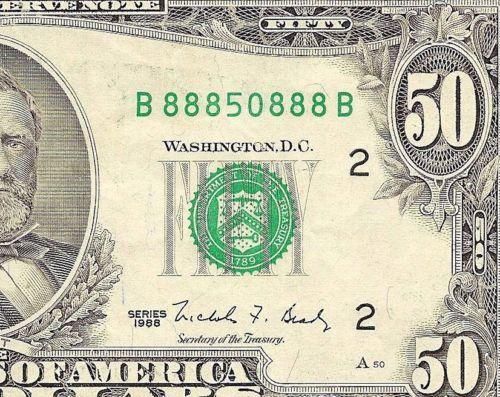 ERVE NOTE
FIFTY
50
B 88850888 B
WASHINGTON, D.C.
2
THE DEPARTMENT OF THE TREASURY
1789
50
SERIES
1988
Nicholas F. Brady
Secretary of the Treasury.
2
A 50
50
S OF AMERICA